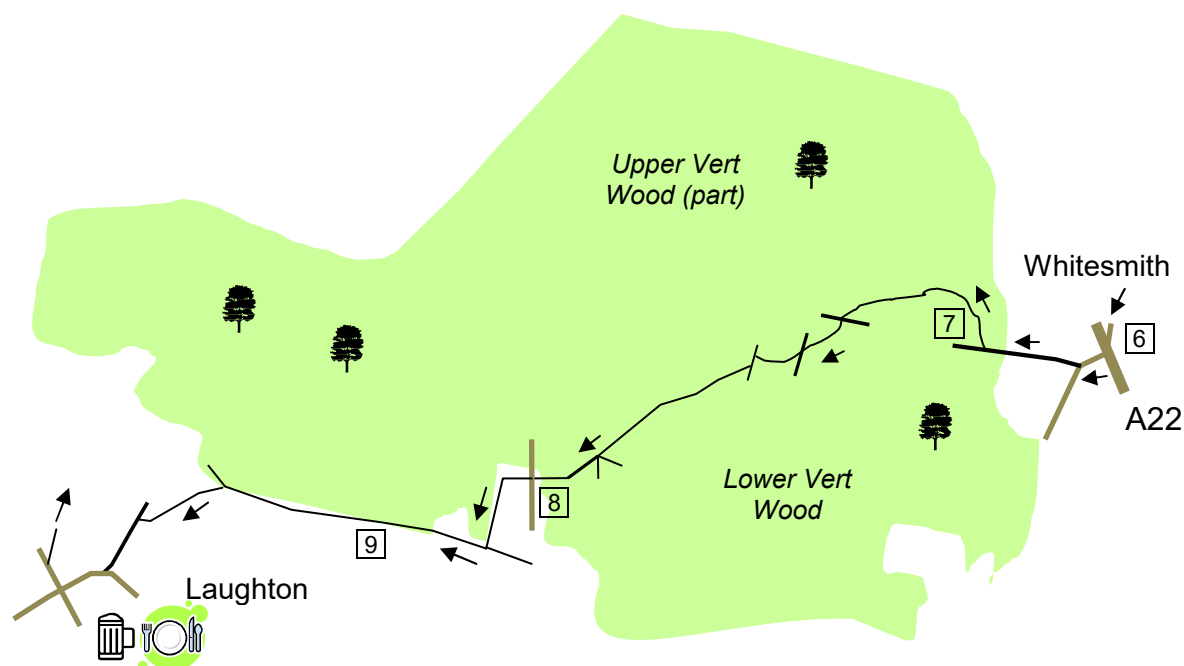 Upper Vert
Wood (part)
Whitesmith
7
6
A22
Lower Vert
Wood
8
9
Laughton